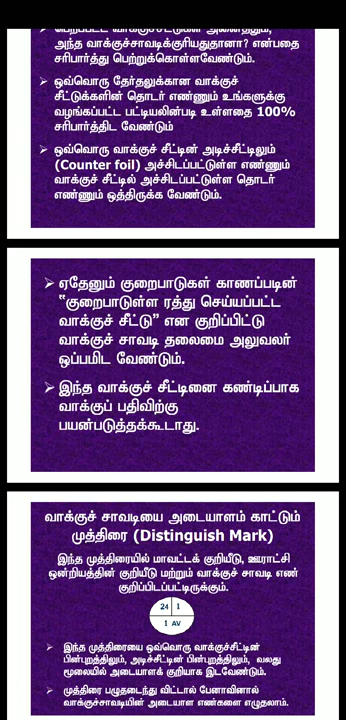 அந்த வாக்குச்சாவடிக்குரியதுதானா? என்பதை
சரிபார்த்து பெற்றுக்கொள்ளவேண்டும்.
➢ ஒவ்வொரு தேர்தலுக்கான வாக்குச்
சீட்டுக்களின் தொடர் எண்ணும் உங்களுக்கு
வழங்கப்பட்ட பட்டியலின்படி உள்ளதை 100%
சரிபார்த்திட வேண்டும்
➢ ஒவ்வொரு வாக்குச் சீட்டின் அடிச்சீட்டிலும்
(Counter foil) அச்சிடப்பட்டுள்ள எண்ணும்
வாக்குச் சீட்டில் அச்சிடப்பட்டுள்ள தொடர்
எண்ணும் ஒத்திருக்க வேண்டும்.
➢ ஏதேனும் குறைபாடுகள் காணப்படின்
“குறைபாடுள்ள ரத்து செய்யப்பட்ட
வாக்குச் சீட்டு” என குறிப்பிட்டு
வாக்குச் சாவடி தலைமை அலுவலர்
ஒப்பமிட வேண்டும்.
➢ இந்த வாக்குச் சீட்டினை கண்டிப்பாக
வாக்குப் பதிவிற்கு
பயன்படுத்தக்கூடாது.
வாக்குச் சாவடியை அடையாளம் காட்டும்
முத்திரை (Distinguish Mark)
இந்த முத்திரையில் மாவட்டக் குறியீடு, ஊராட்சி
ஒன்றியத்தின் குறியீடு மற்றும் வாக்குச் சாவடி எண்
குறிப்பிடப்பட்டிருக்கும்.
24 1
1 AV
➢ இந்த முத்திரையை ஒவ்வொரு வாக்குச்சீட்டின்
பின்புறத்திலும், அடிச்சீட்டின் பின்புறத்திலும், வலது
மூலையில் அடையாளக் குறியாக இடவேண்டும்.
➢ முத்திரை பழுதடைந்து விட்டால் பேனாவினால்
வாக்குச்சாவடியின் அடையாள எண்களை எழுதலாம்.